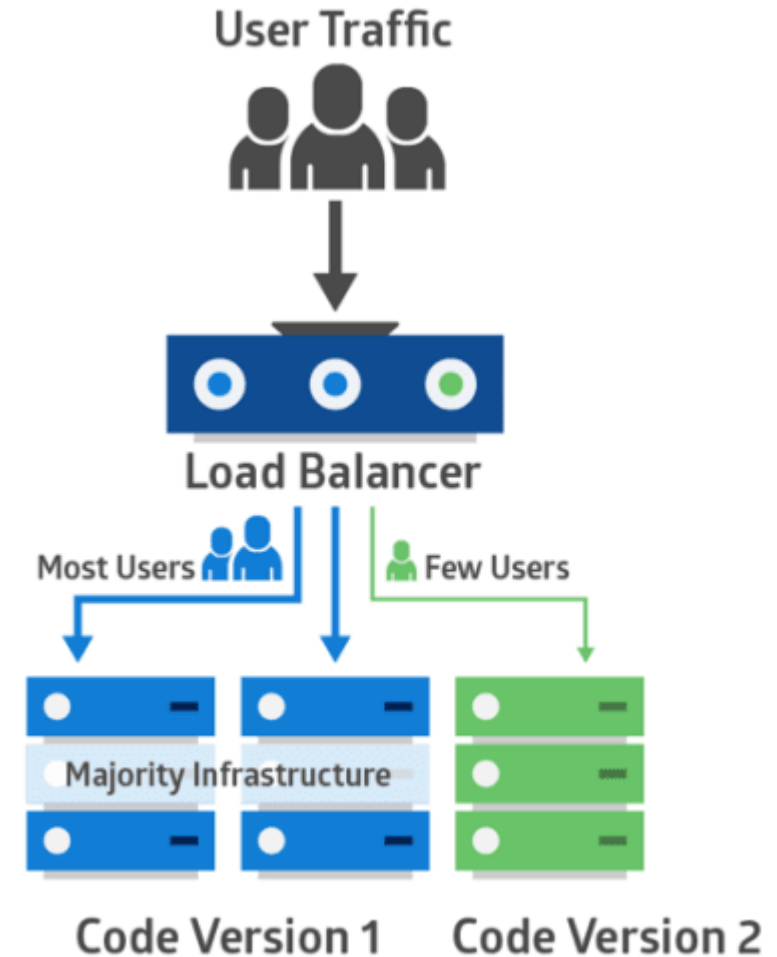 User Traffic
Load Balancer
Most Users
Few Users
Majority Infrastructure
Code Version 1
Code Version 2